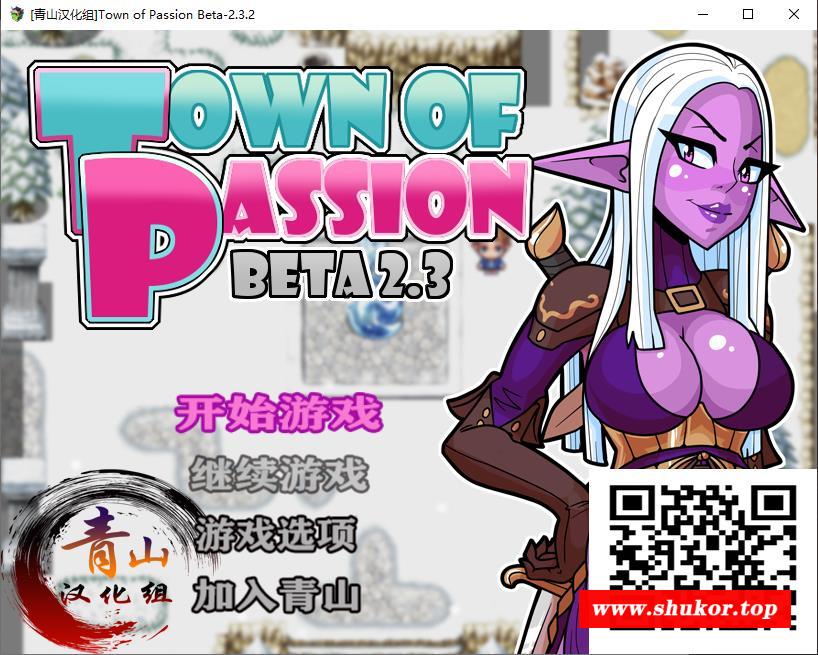 [青山汉化组]Town of Passion Beta-2.3.2
TOWN OF
PASSION
BETA 2.3
开始游戏
继续游戏
游戏选项
加入青山
青山
汉化组
www.shukor.top